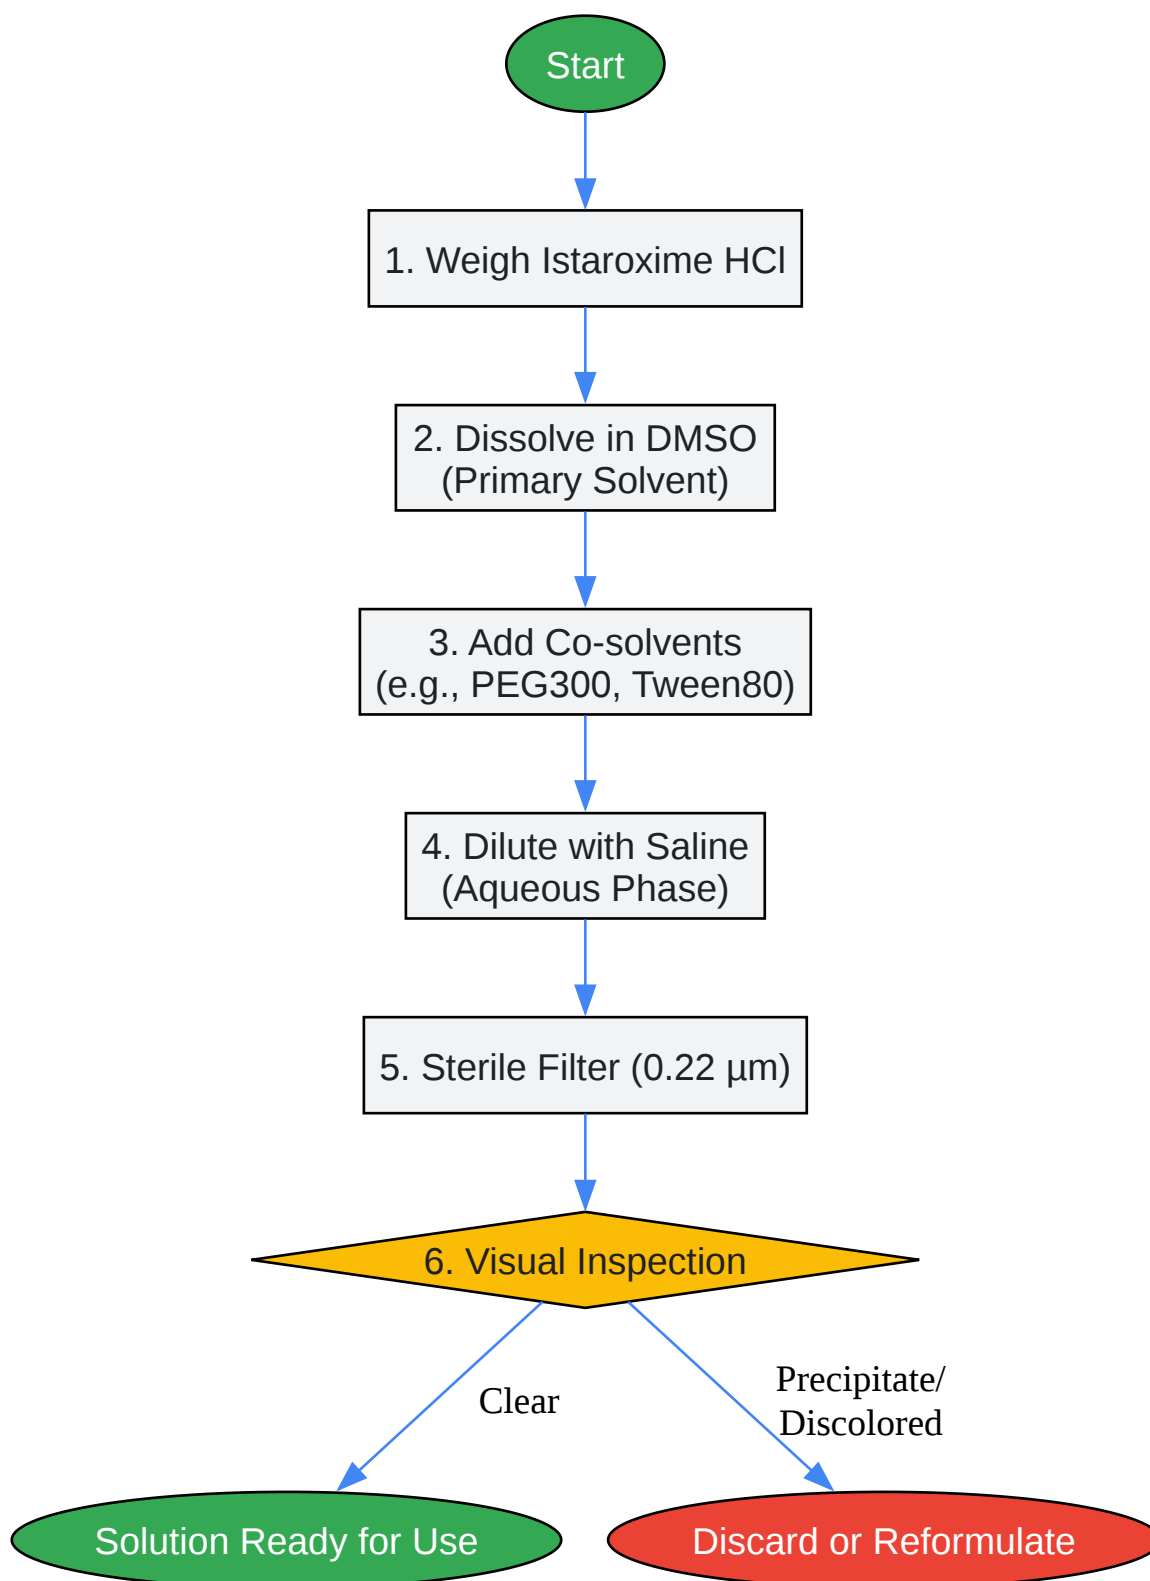 Start
1. Weigh Istaroxime HCl
2. Dissolve in DMSO
(Primary Solvent)
3. Add Co-solvents
(e.g., PEG300, Tween80)
4. Dilute with Saline
(Aqueous Phase)
5. Sterile Filter (0.22 µm)
6. Visual Inspection
Clear
Precipitate/
Discolored
Solution Ready for Use
Discard or Reformulate